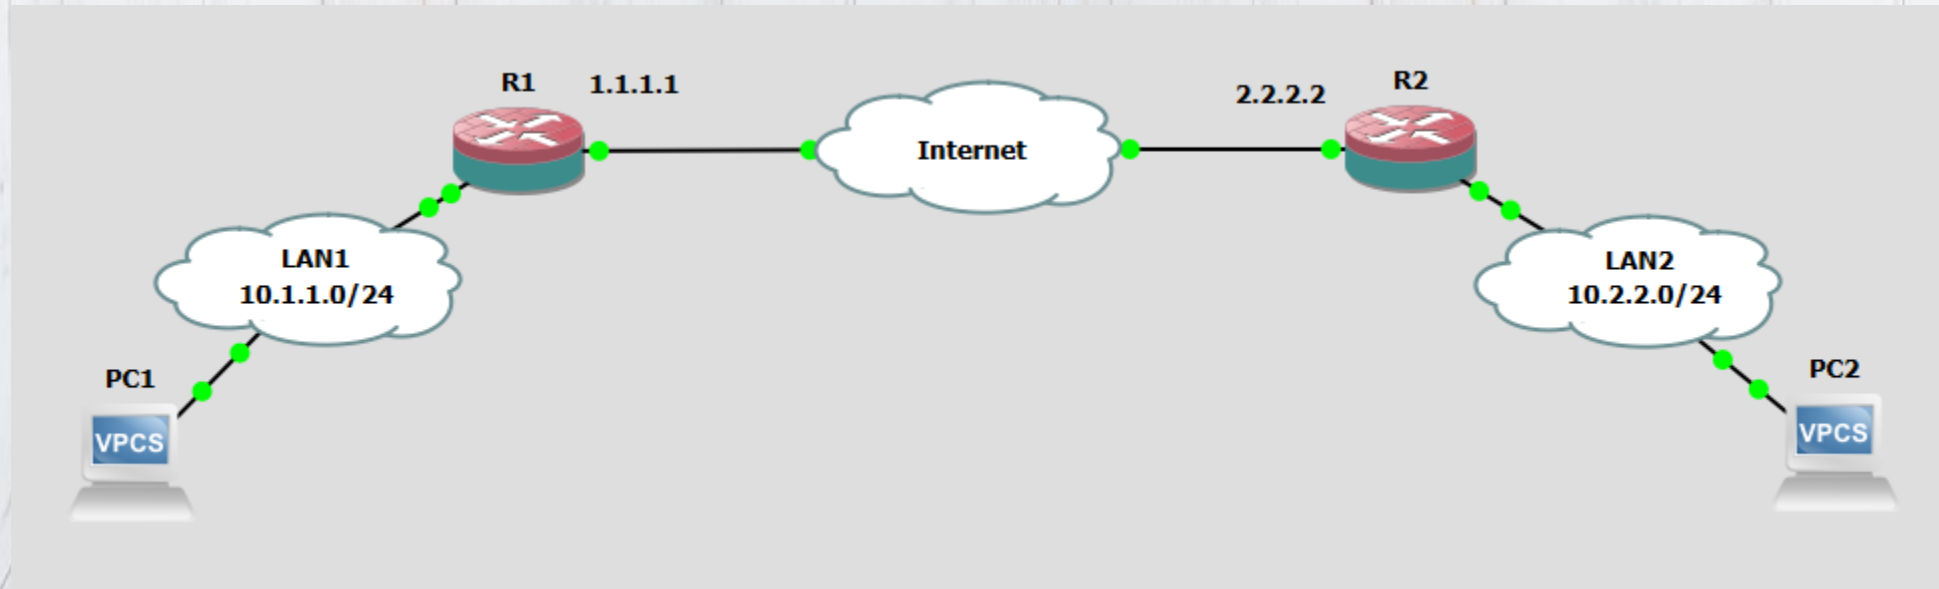 R1
1.1.1.1
Internet
2.2.2.2
R2
LAN1
10.1.1.0/24
LAN2
10.2.2.0/24
PC1
VPCS
PC2
VPCS